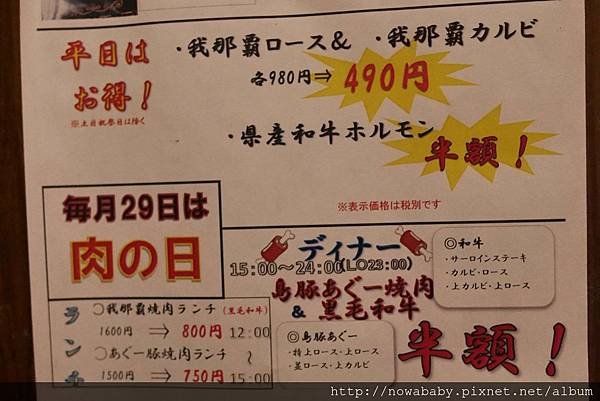 平日は
お得！
※土日祝祭日は除く
・我那覇ロース& ・我那覇カルビ
各980円⇒ 490円
・県産和牛ホルモン
半額！
※表示価格は税別です
毎月29日は
肉の日
ランチ
〇我那覇焼肉ランチ（黒毛和牛）
1600円 ⇒ 800円
〇あぐー豚焼肉ランチ
1500円 ⇒ 750円
12:00
～
15:00
ディナー
15:00～24:00(LO23:00)
島豚あぐー焼肉
& 黒毛和牛
半額！
◎和牛
・サーロインステーキ
・カルビ・ロース
・上カルビ・上ロース
◎島豚あぐー
・特上ロース・上ロース
・並ロース・上カルビ
http://nowababy.pixnet.net/album